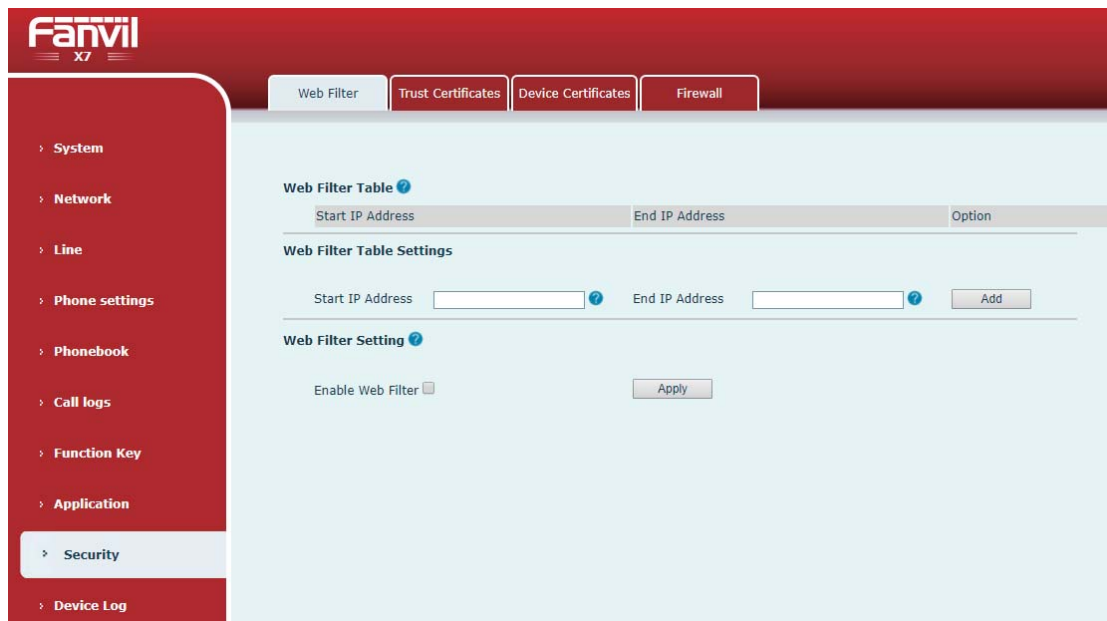 Fanvil
X7
Web Filter Trust Certificates Device Certificates Firewall
System
Network
Line
Phone settings
Phonebook
Call logs
Function Key
Application
Security
Device Log
Web Filter Table ?
Start IP Address End IP Address Option
Web Filter Table Settings
Start IP Address ? End IP Address ? Add
Web Filter Setting ?
Enable Web Filter Apply